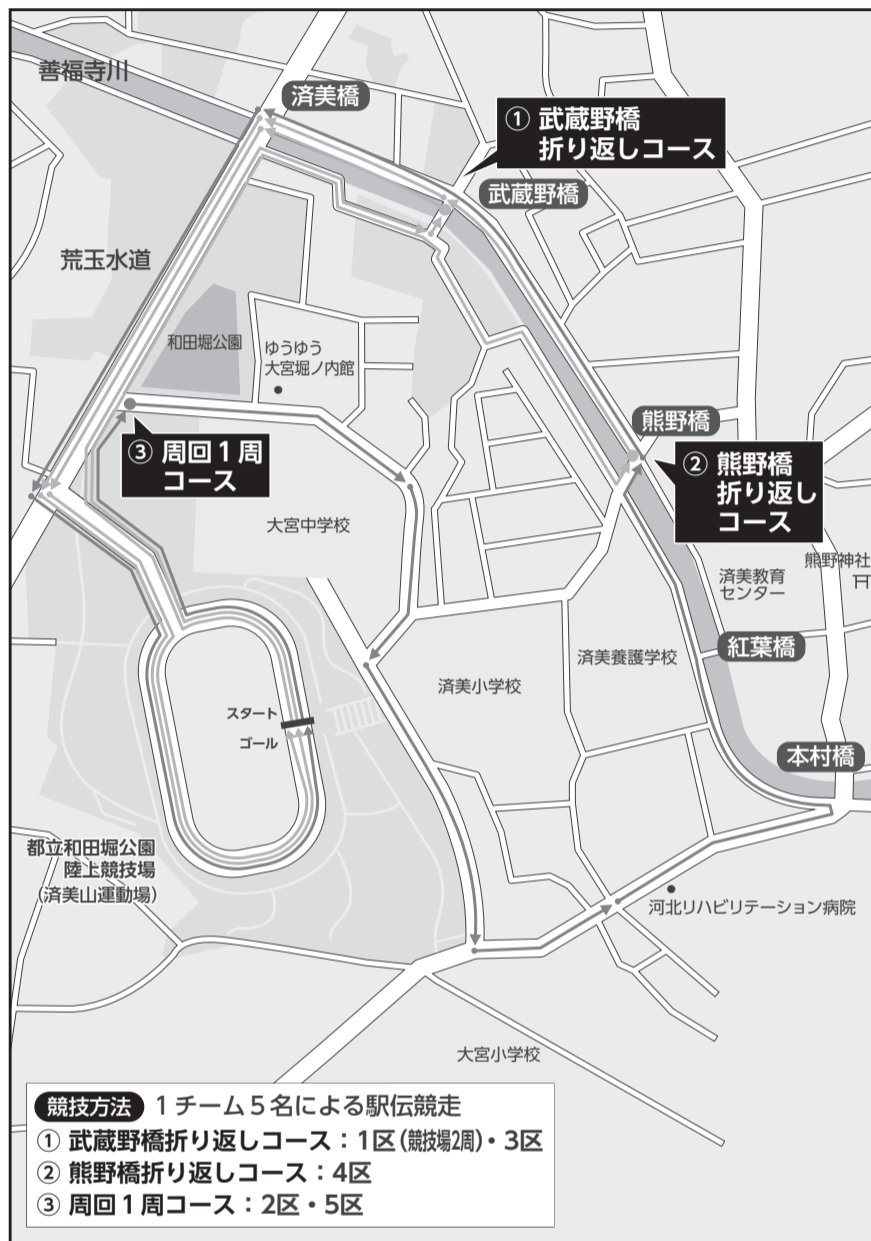 善福寺川
済美橋
① 武蔵野橋
折り返しコース
武蔵野橋
荒玉水道
和田堀公園
ゆうゆう
大宮堀ノ内館
熊野橋
③ 周回1周
コース
② 熊野橋
折り返し
コース
大宮中学校
熊野神社
済美教育
センター
紅葉橋
済美養護学校
済美小学校
スタート
ゴール
本村橋
都立和田堀公園
陸上競技場
(済美山運動場)
河北リハビリテーション病院
大宮小学校
競技方法 1チーム5名による駅伝競走
① 武蔵野橋折り返しコース：1区(競技場2周)・3区
② 熊野橋折り返しコース：4区
③ 周回1周コース：2区・5区